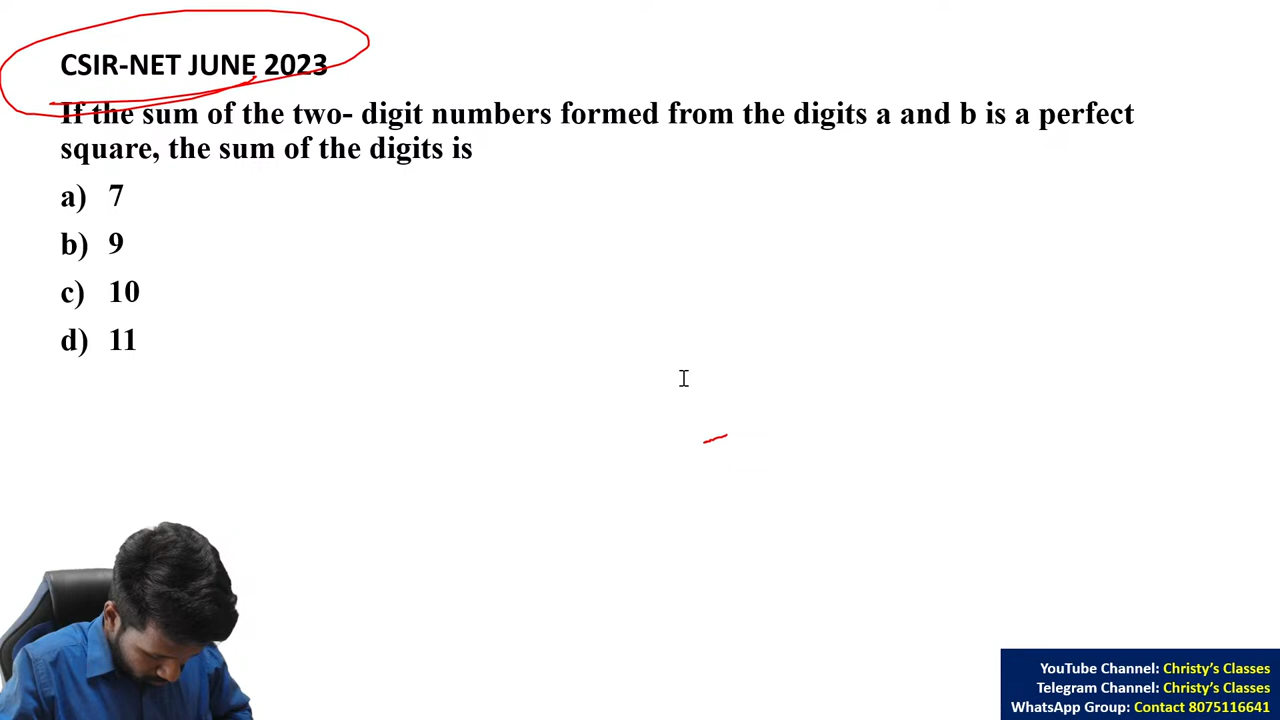 CSIR-NET JUNE 2023
If the sum of the two- digit numbers formed from the digits a and b is a perfect
square, the sum of the digits is
a) 7
b) 9
c) 10
d) 11
YouTube Channel: Christy's Classes
Telegram Channel: Christy's Classes
WhatsApp Group: Contact 8075116641